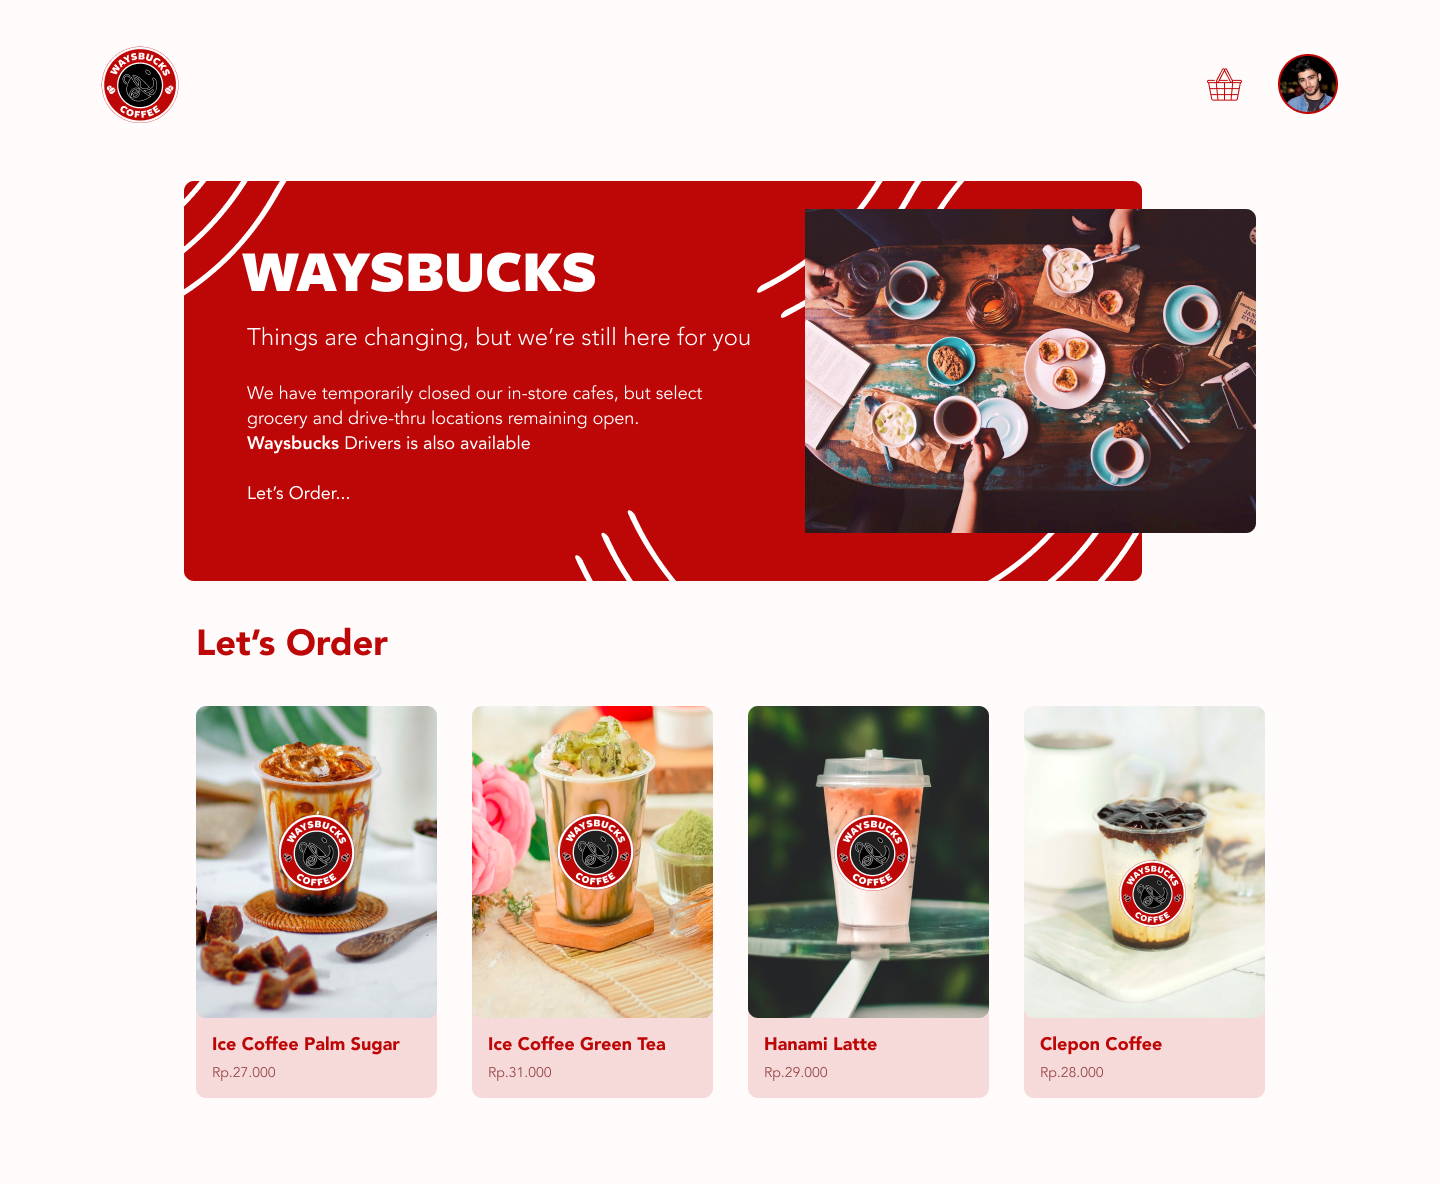 WAYSBUCKS
COFFEE
WAYSBUCKS
Things are changing, but we’re still here for you
We have temporarily closed our in-store cafes, but select
grocery and drive-thru locations remaining open.
Waysbucks Drivers is also available
Let’s Order...
Let’s Order
WAYSBUCKS
COFFEE
WAYSBUCKS
COFFEE
WAYSBUCKS
COFFEE
WAYSBUCKS
COFFEE
Ice Coffee Palm Sugar
Ice Coffee Green Tea
Hanami Latte
Clepon Coffee
Rp.27.000
Rp.31.000
Rp.29.000
Rp.28.000